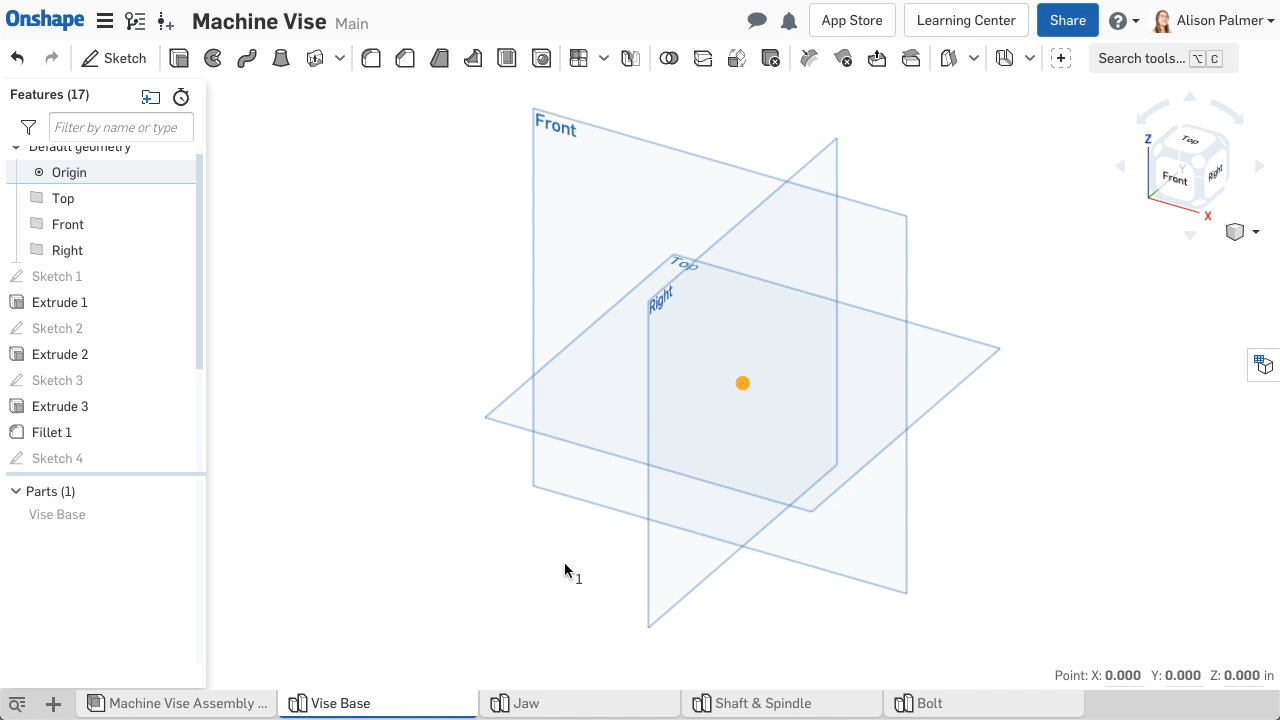 Onshape
Machine Vise Main
App Store
Learning Center
Share
Alison Palmer
Sketch
Search tools... ⌥ C
Features (17)
Filter by name or type
Default geometry
Origin
Top
Front
Right
Sketch 1
Extrude 1
Sketch 2
Extrude 2
Sketch 3
Extrude 3
Fillet 1
Sketch 4
Parts (1)
Vise Base
Front
Top
Right
1
Z
Top
Y
Front
Right
X
Point: X: 0.000 Y: 0.000 Z: 0.000 in
Machine Vise Assembly ...
Vise Base
Jaw
Shaft & Spindle
Bolt